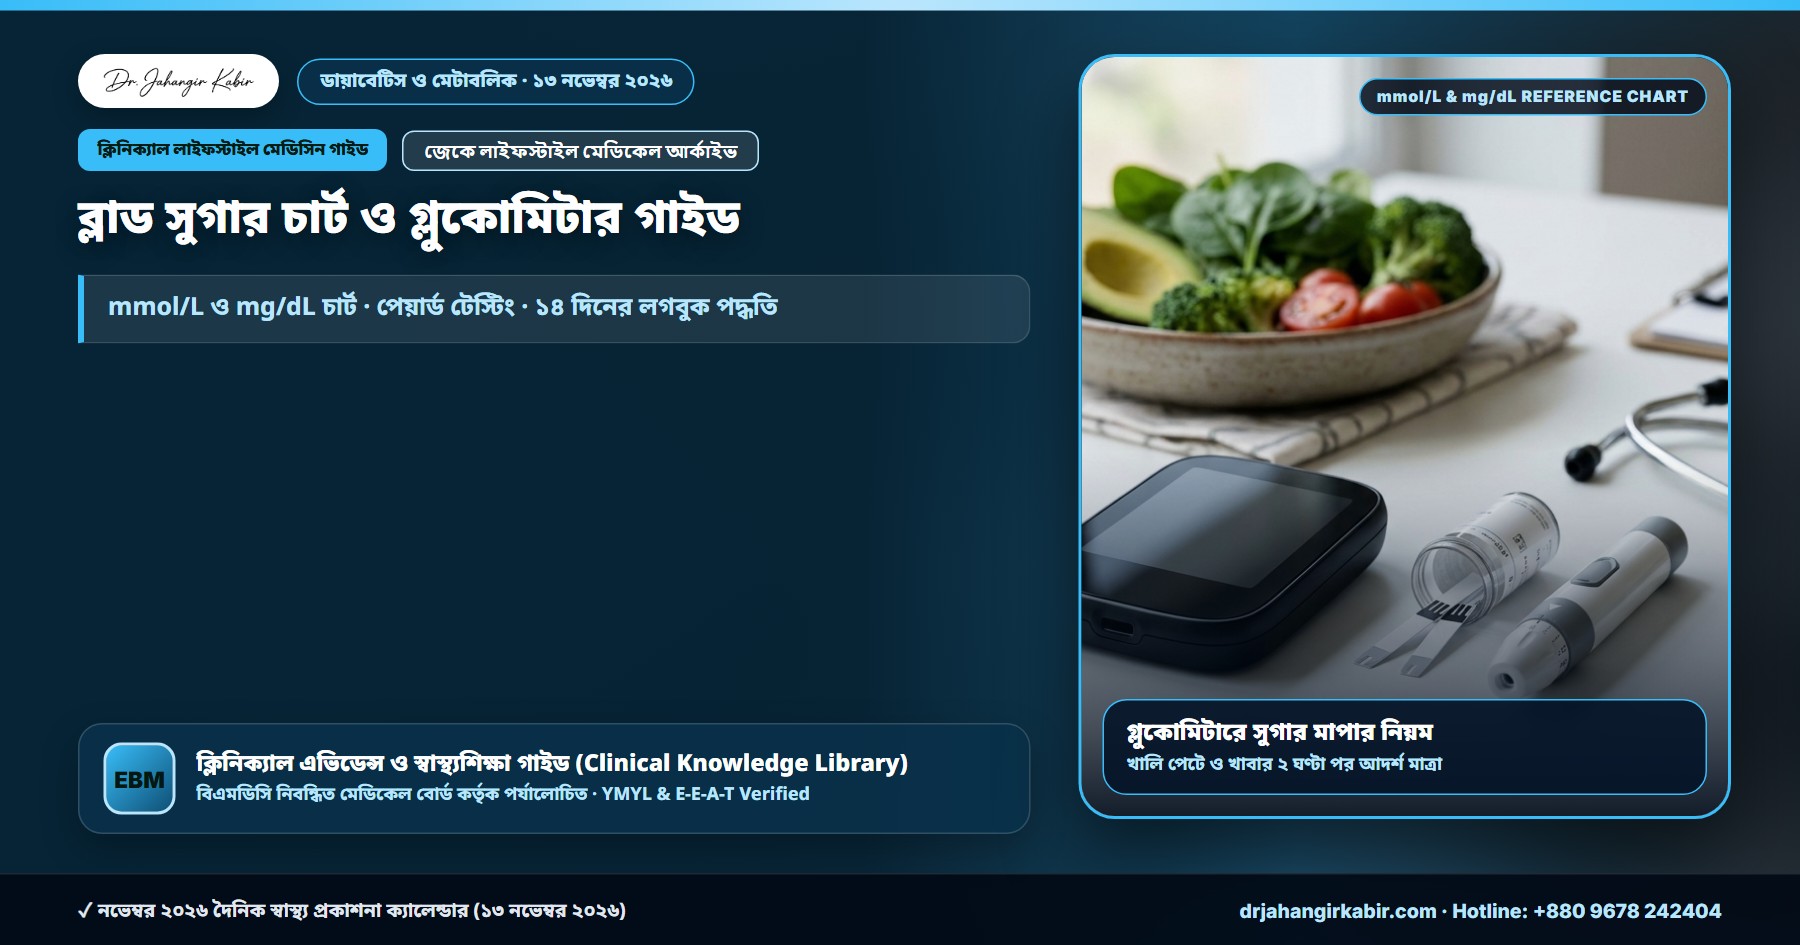 Dr. Jahangir Kabir
ডায়াবেটিস ও মেটাবলিক · ১৩ নভেম্বর ২০২৬
ক্লিনিক্যাল লাইফস্টাইল মেডিসিন গাইড
জেকে লাইফস্টাইল মেডিকেল আর্কাইভ
ব্লাড সুগার চার্ট ও গ্লুকোমিটার গাইড
mmol/L ও mg/dL চার্ট · পেয়ার্ড টেস্টিং · ১৪ দিনের লগবুক পদ্ধতি
EBM
ক্লিনিক্যাল এভিডেন্স ও স্বাস্থ্যশিক্ষা গাইড (Clinical Knowledge Library)
বিএমডিসি নিবন্ধিত মেডিকেল বোর্ড কর্তৃক পর্যালোচিত · YMYL & E-E-A-T Verified
mmol/L & mg/dL REFERENCE CHART
গ্লুকোমিটারে সুগার মাপার নিয়ম
খালি পেটে ও খাবার ২ ঘণ্টা পর আদর্শ মাত্রা
✓ নভেম্বর ২০২৬ দৈনিক স্বাস্থ্য প্রকাশনা ক্যালেন্ডার (১৩ নভেম্বর ২০২৬)
drjahangirkabir.com · Hotline: +880 9678 242404